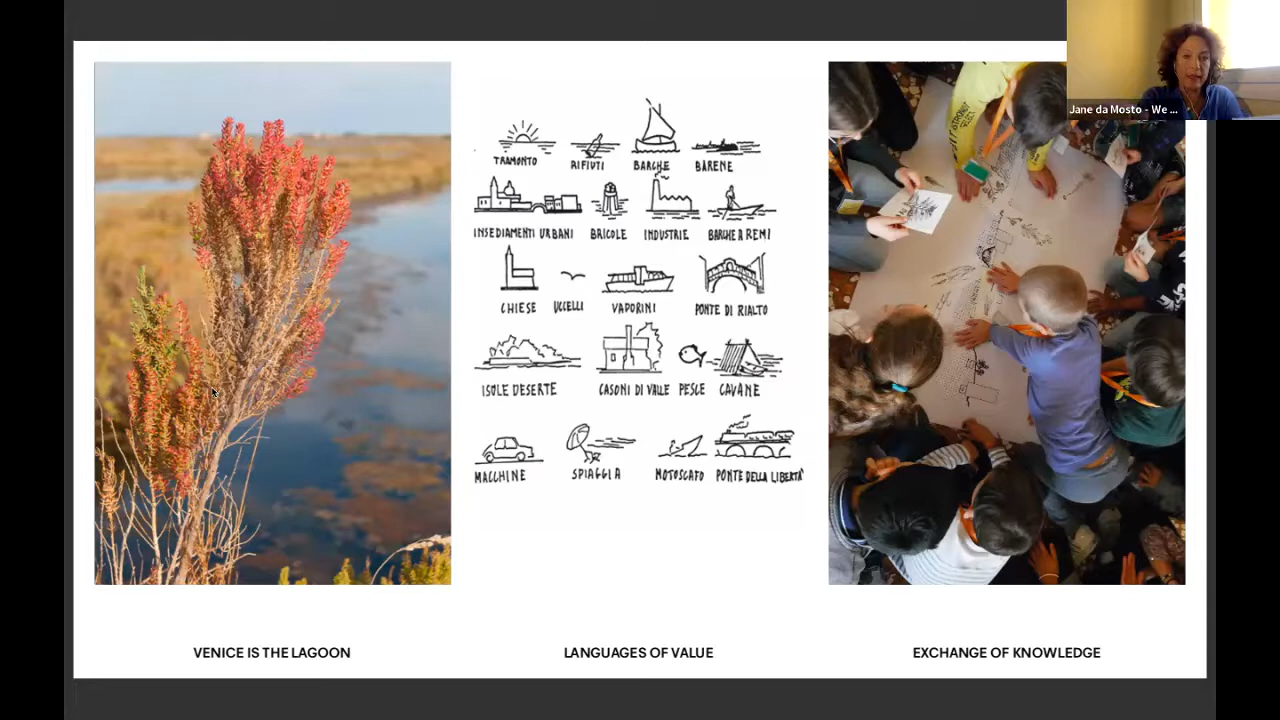 Jane da Mosto - We ...
TRAMONTO
RIFIUTI
BARCHE
BARENE
INSEDIAMENTI URBANI
BRICOLE
INDUSTRIE
BARCHE A REMI
CHIESE
UCCELLI
VAPORINI
PONTE DI RIALTO
ISOLE DESERTE
CASONI DI VALLE
PESCE
CAVANE
MACCHINE
SPIAGGIA
MOTOSCAFO
PONTE DELLA LIBERTA'
VENICE IS THE LAGOON
LANGUAGES OF VALUE
EXCHANGE OF KNOWLEDGE